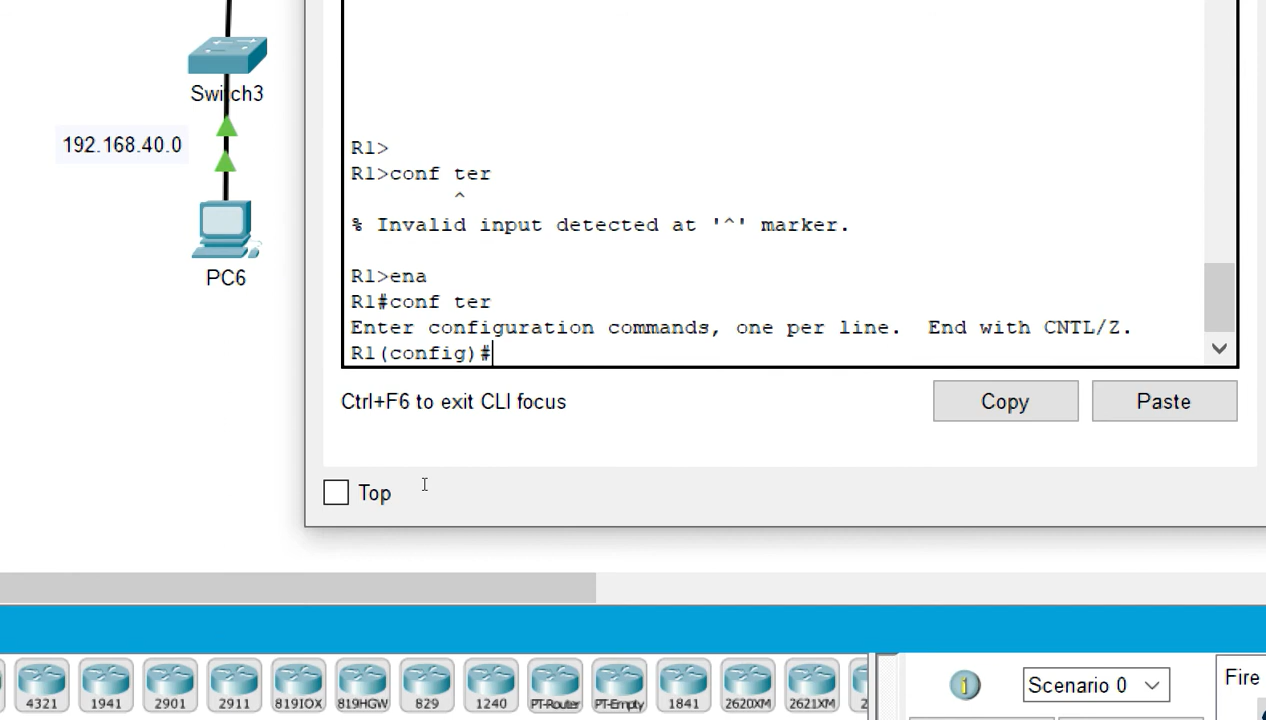 Switch3
192.168.40.0
PC6
R1>
R1>conf ter
^
% Invalid input detected at '^' marker.
R1>ena
R1#conf ter
Enter configuration commands, one per line.  End with CNTL/Z.
R1(config)#
Ctrl+F6 to exit CLI focus
Copy
Paste
Top
4321
1941
2901
2911
819IOX
819HGW
829
1240
PT-Router
PT-Empty
1841
2620XM
2621XM
Scenario 0
Fire